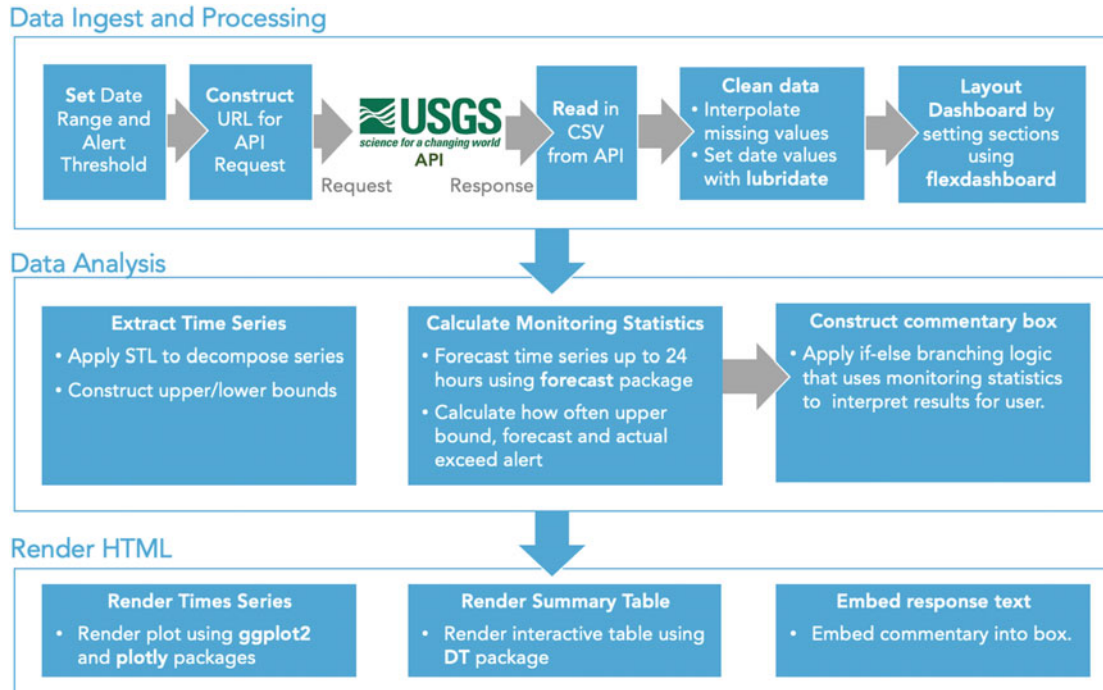 Data Ingest and Processing
Set Date
Range and
Alert
Threshold
Construct
URL for
API
Request
USGS
science for a changing world
API
Request
Response
Read in
CSV
from API
Clean data
• Interpolate
missing values
• Set date values
with lubridate
Layout
Dashboard by
setting sections
using
flexdashboard
Data Analysis
Extract Time Series
• Apply STL to decompose series
• Construct upper/lower bounds
Calculate Monitoring Statistics
• Forecast time series up to 24
hours using forecast package
• Calculate how often upper
bound, forecast and actual
exceed alert
Construct commentary box
• Apply if-else branching logic
that uses monitoring statistics
to interpret results for user.
Render HTML
Render Times Series
• Render plot using ggplot2
and plotly packages
Render Summary Table
• Render interactive table using
DT package
Embed response text
• Embed commentary into box.